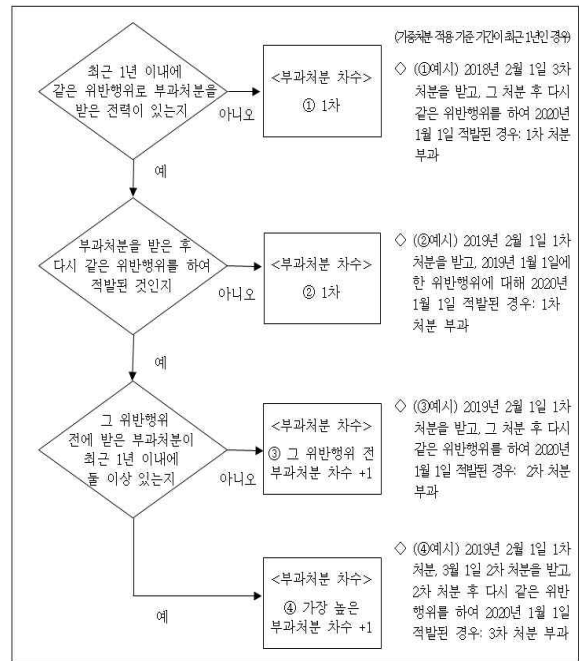 (가중처분 적용 기준 기간이 최근 1년인 경우)
최근 1년 이내에
같은 위반행위로 부과처분을
받은 전력이 있는지
아니오
<부과처분 차수>
① 1차
◇ (①예시) 2018년 2월 1일 3차
처분을 받고, 그 처분 후 다시
같은 위반행위를 하여 2020년
1월 1일 적발된 경우: 1차 처분
부과
예
부과처분을 받은 후
다시 같은 위반행위를 하여
적발된 것인지
아니오
<부과처분 차수>
② 1차
◇ (②예시) 2019년 2월 1일 1차
처분을 받고, 2019년 1월 1일에
한 위반행위에 대해 2020년
1월 1일 적발된 경우: 1차
처분 부과
예
그 위반행위
전에 받은 부과처분이
최근 1년 이내에
둘 이상 있는지
아니오
<부과처분 차수>
③ 그 위반행위 전
부과처분 차수 +1
◇ (③예시) 2019년 2월 1일 1차
처분을 받고, 그 처분 후 다시
같은 위반행위를 하여 2020년
1월 1일 적발된 경우: 2차 처분
부과
예
<부과처분 차수>
④ 가장 높은
부과처분 차수 +1
◇ (④예시) 2019년 2월 1일 1차
처분, 3월 1일 2차 처분을 받고,
2차 처분 후 다시 같은 위반
행위를 하여 2020년 1월 1일
적발된 경우: 3차 처분 부과